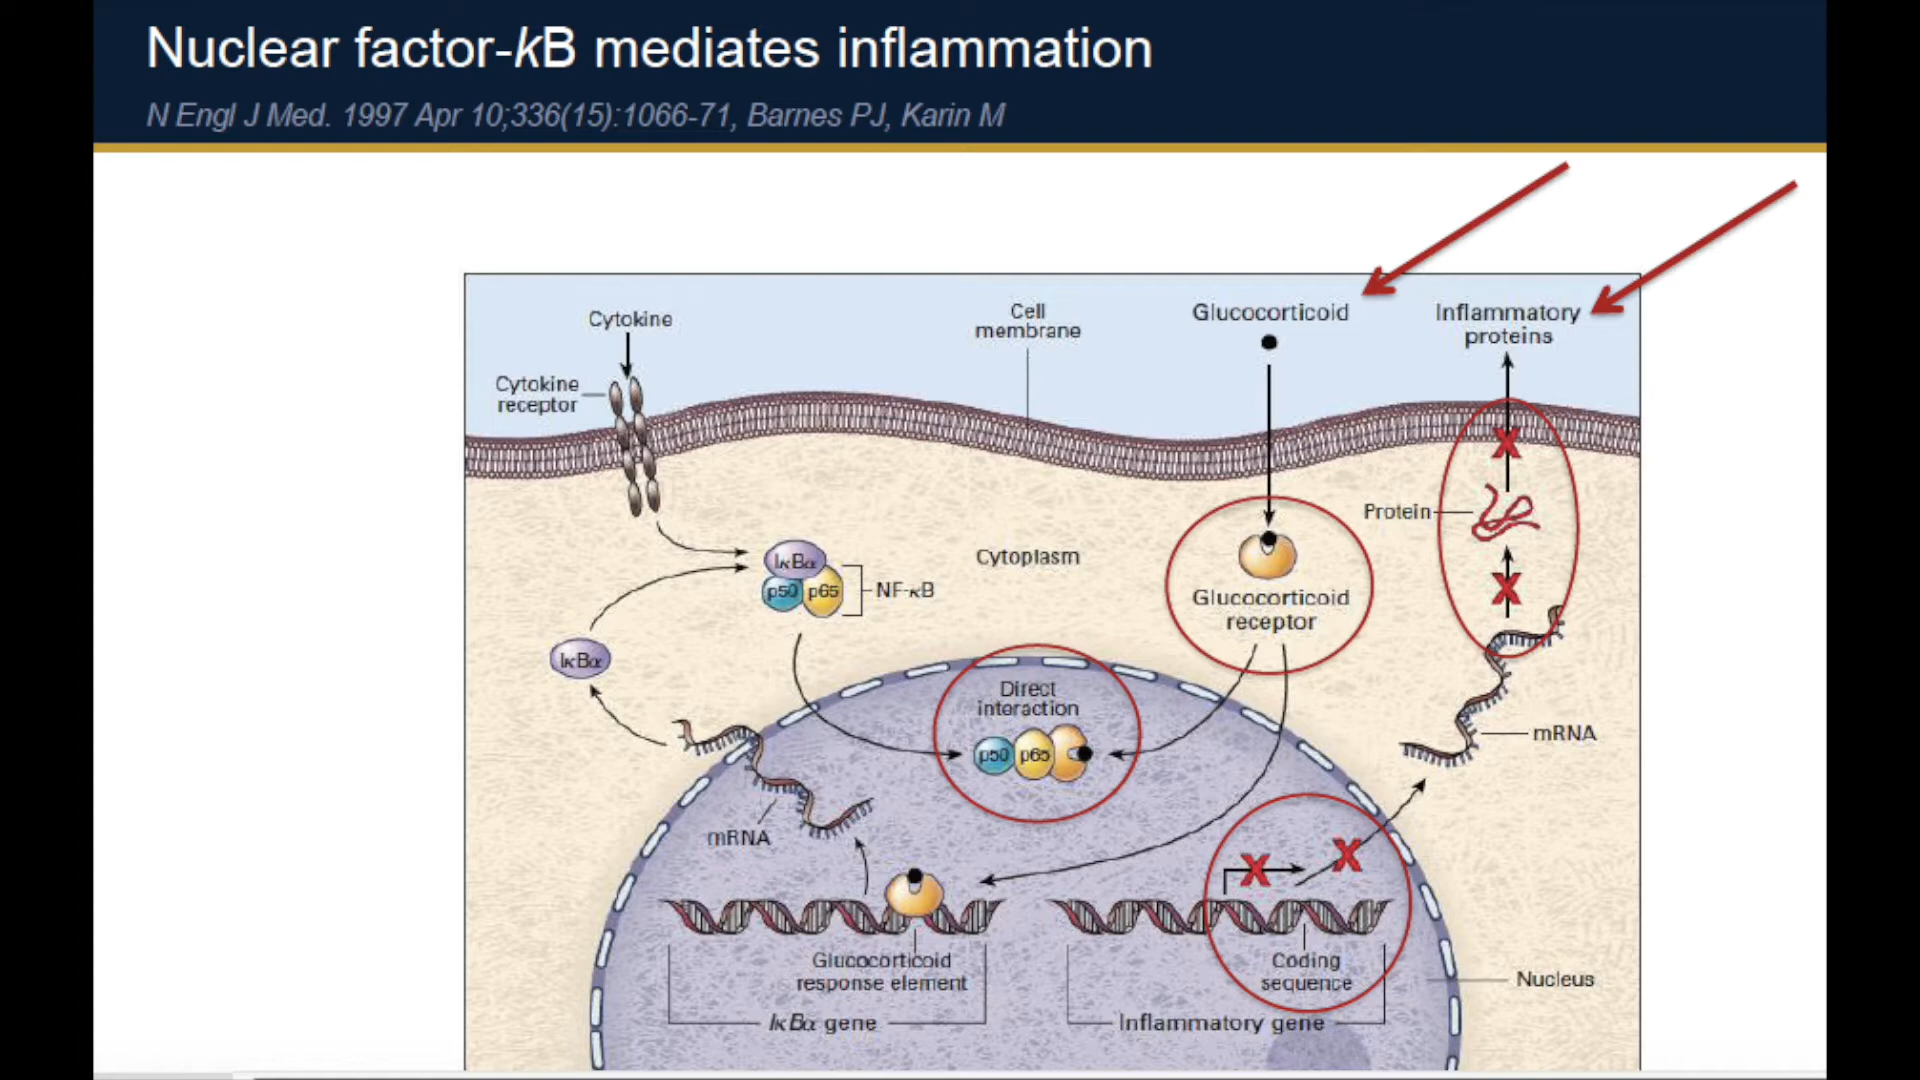 Nuclear factor-kB mediates inflammation
N Engl J Med. 1997 Apr 10;336(15):1066-71, Barnes PJ, Karin M
Cytokine
Cell
membrane
Glucocorticoid
Inflammatory
proteins
Cytokine
receptor
Protein
IκBα
p50 p65
NF-κB
Cytoplasm
Glucocorticoid
receptor
IκBα
Direct
interaction
p50 p65
mRNA
mRNA
X
X
X
X
Glucocorticoid
response element
Coding
sequence
Nucleus
IκBα gene
Inflammatory gene